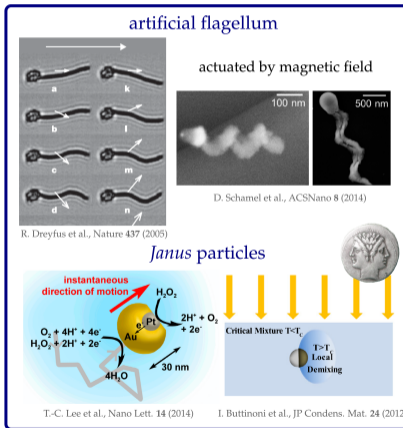 artificial flagellum
actuated by magnetic field
a
k
b
l
c
m
d
n
100 nm
500 nm
D. Schamel et al., ACSNano 8 (2014)
R. Dreyfus et al., Nature 437 (2005)
Janus particles
instantaneous
direction of motion
H₂O₂
2H⁺ + O₂
+ 2e⁻
Pt
e⁻
Au
O₂ + 4H⁺ + 4e⁻
H₂O₂ + 2H⁺ + 2e⁻
30 nm
4H₂O
Critical Mixture T<Tc
T>Tc
Local
Demixing
T.-C. Lee et al., Nano Lett. 14 (2014)
I. Buttinoni et al., JP Condens. Mat. 24 (2012